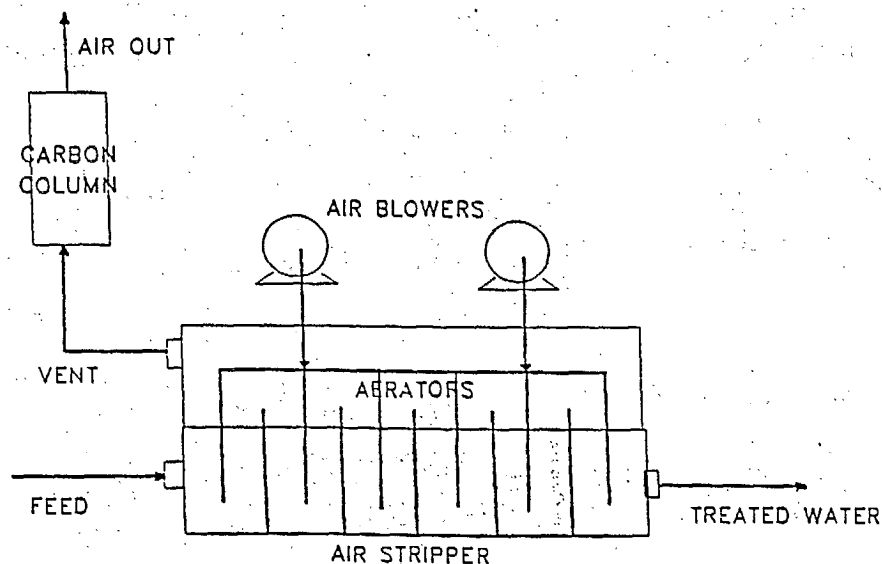 AIR OUT
CARBON
COLUMN
AIR BLOWERS
VENT
AERATORS
FEED
TREATED WATER
AIR STRIPPER